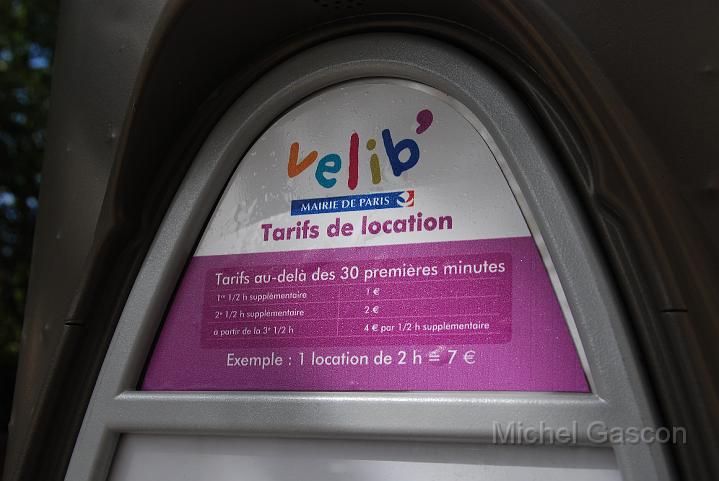 velib'
MAIRIE DE PARIS
Tarifs de location
Tarifs au-delà des 30 premières minutes
1re 1/2 h supplémentaire 1 €
2e 1/2 h supplémentaire 2 €
à partir de la 3e 1/2 h 4 € par 1/2 h supplémentaire
Exemple : 1 location de 2 h = 7 €
Michel Gascon